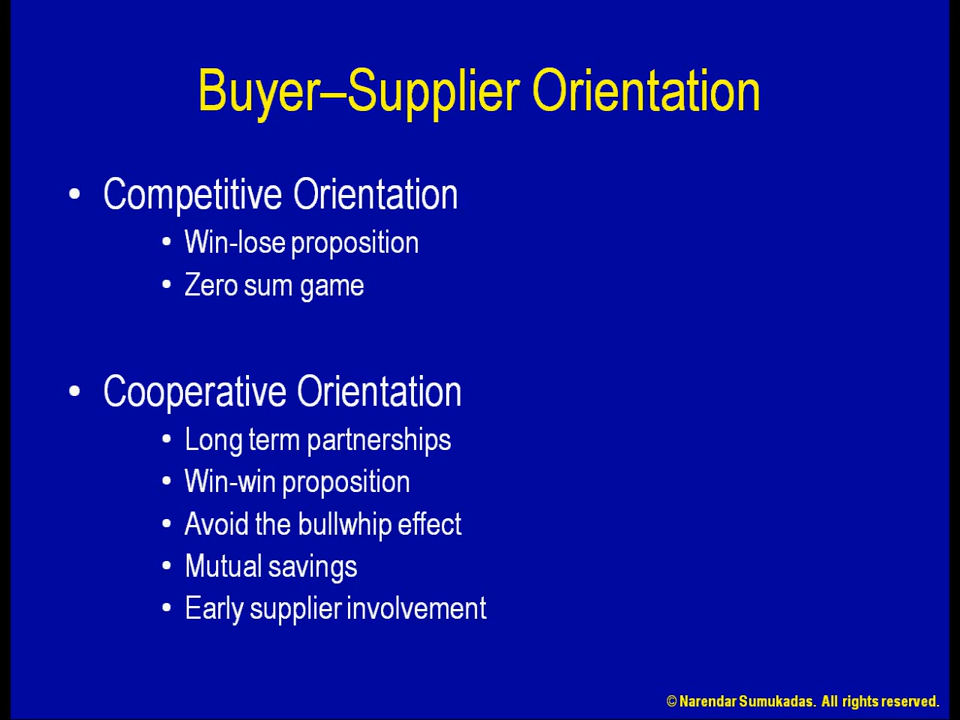 Buyer–Supplier Orientation
• Competitive Orientation
• Win-lose proposition
• Zero sum game
• Cooperative Orientation
• Long term partnerships
• Win-win proposition
• Avoid the bullwhip effect
• Mutual savings
• Early supplier involvement
© Narendar Sumukadas. All rights reserved.